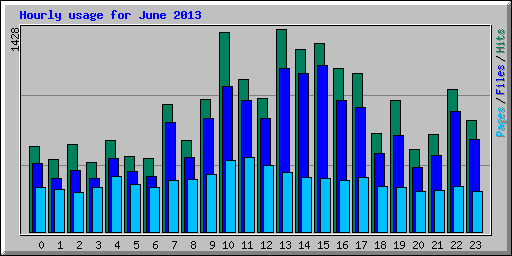 Hourly usage for June 2013
1428
Pages/Files/Hits
0 1 2 3 4 5 6 7 8 9 10 11 12 13 14 15 16 17 18 19 20 21 22 23